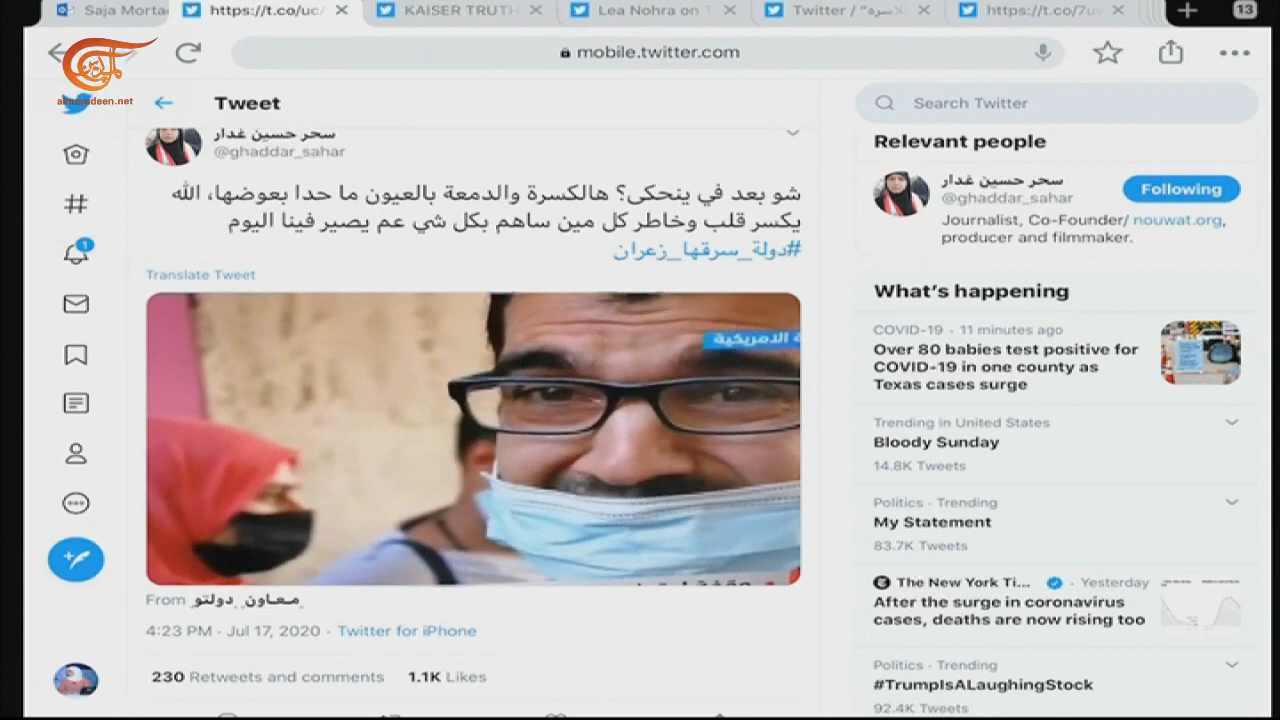 Saja Morta
https://t.co/uc
KAISER TRUTH
Lea Nohra on T
Twitter /
https://t.co/7u
13
mobile.twitter.com
almayadeen.net
Tweet
Search Twitter
سحر حسين غدار
@ghaddar_sahar
شو بعد في ينحكى؟ هالكسرة والدمعة بالعيون ما حدا بعوضها، الله
يكسر قلب وخاطر كل مين ساهم بكل شي عم يصير فينا اليوم
#دولة_سرقها_زعران
Translate Tweet
الامريكية
From معاون_دولتو
4:23 PM · Jul 17, 2020 · Twitter for iPhone
230 Retweets and comments 1.1K Likes
1
Relevant people
سحر حسين غدار
@ghaddar_sahar
Following
Journalist, Co-Founder/ nouwat.org,
producer and filmmaker.
What's happening
COVID-19 · 11 minutes ago
Over 80 babies test positive for
COVID-19 in one county as
Texas cases surge
Trending in United States
Bloody Sunday
14.8K Tweets
Politics · Trending
My Statement
83.7K Tweets
The New York Ti... · Yesterday
After the surge in coronavirus
cases, deaths are now rising too
Politics · Trending
#TrumpIsALaughingStock
92.4K Tweets